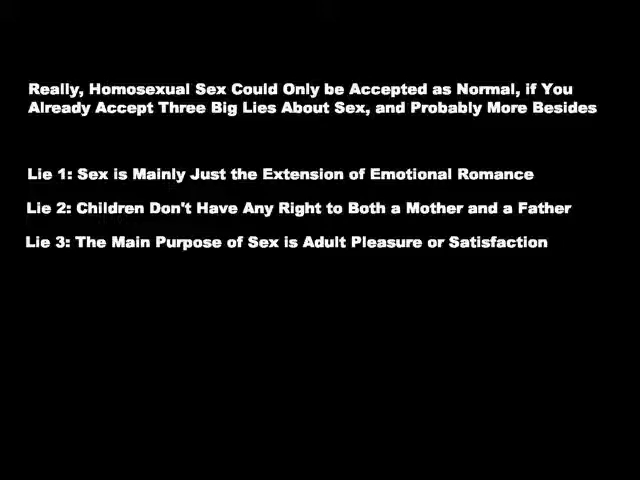 Really, Homosexual Sex Could Only be Accepted as Normal, if You
Already Accept Three Big Lies About Sex, and Probably More Besides
Lie 1: Sex is Mainly Just the Extension of Emotional Romance
Lie 2: Children Don't Have Any Right to Both a Mother and a Father
Lie 3: The Main Purpose of Sex is Adult Pleasure or Satisfaction